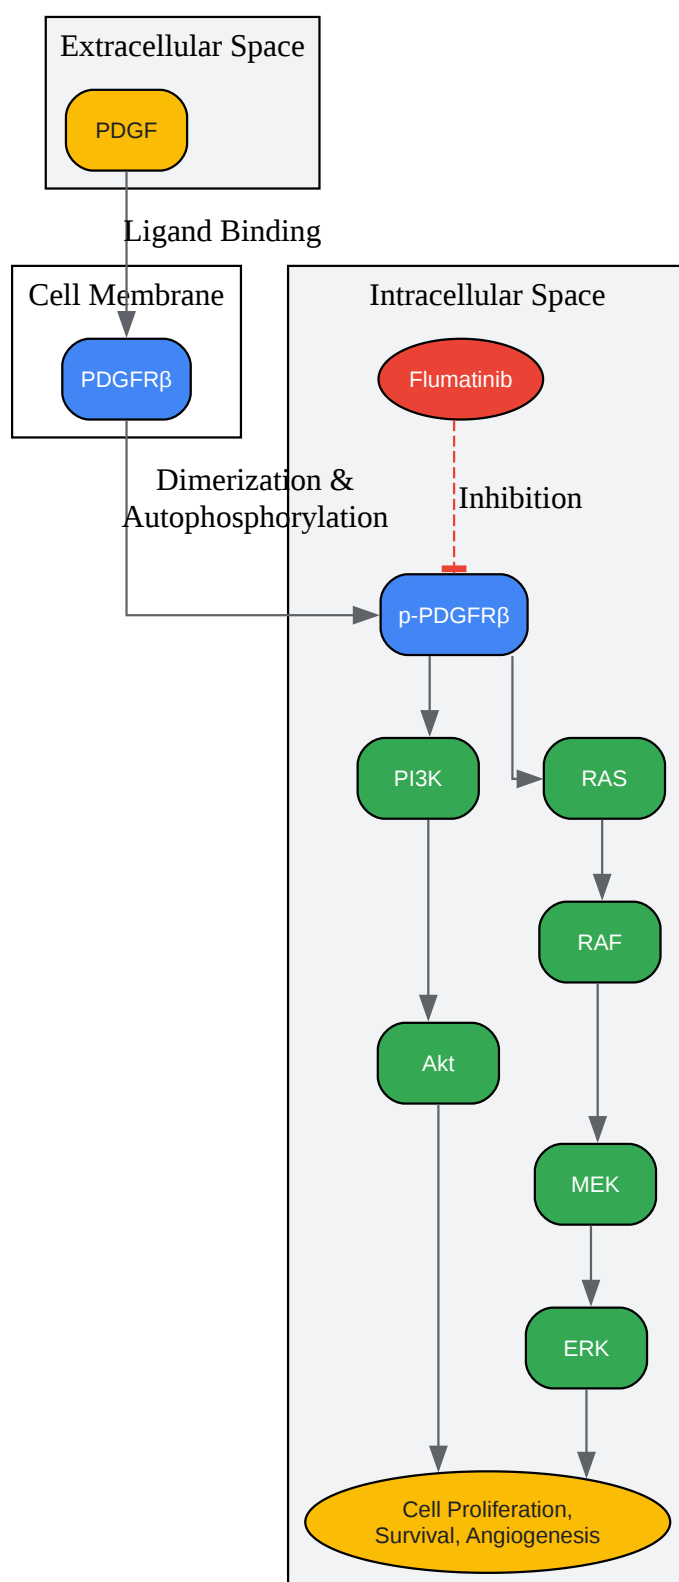 Extracellular Space
PDGF
Ligand Binding
Cell Membrane
PDGFRβ
Intracellular Space
Flumatinib
Dimerization &
Autophosphorylation
Inhibition
p-PDGFRβ
PI3K
RAS
RAF
Akt
MEK
ERK
Cell Proliferation,
Survival, Angiogenesis